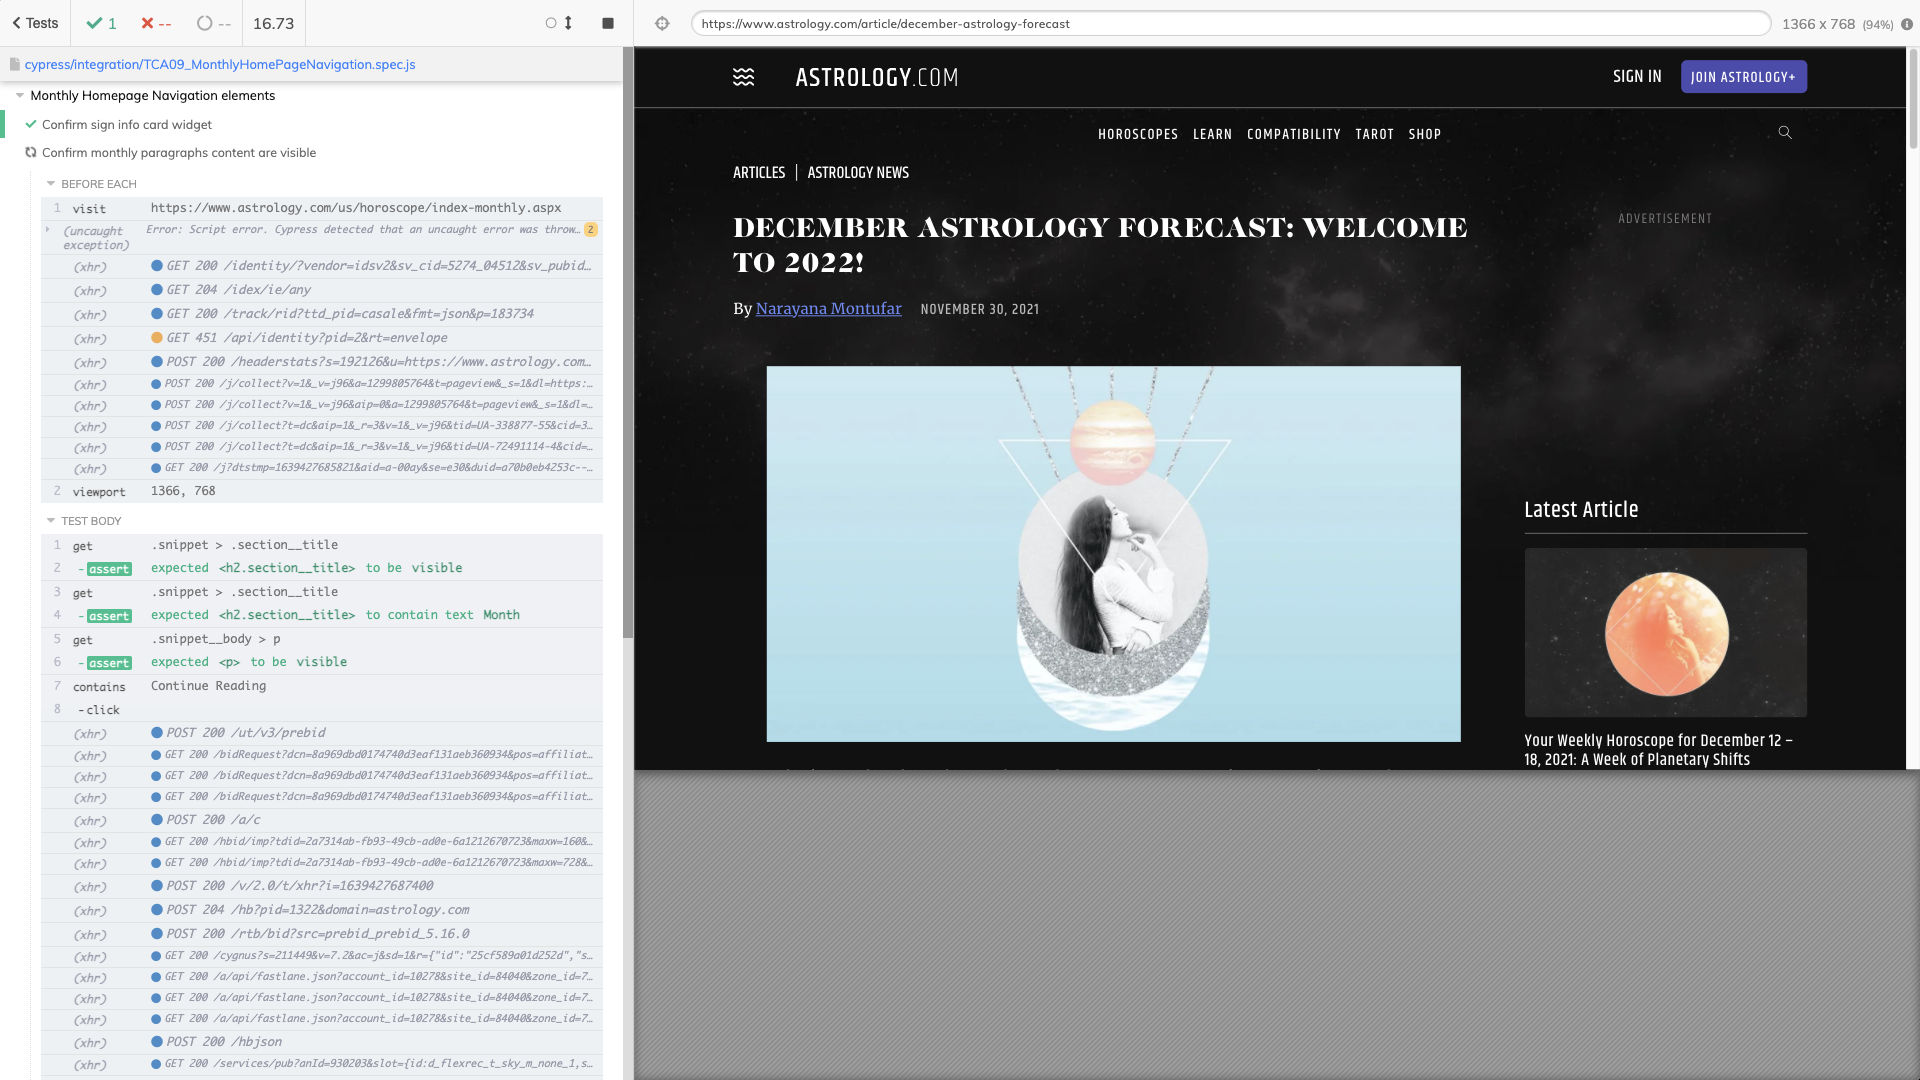 Tests
1
--
--
16.73
cypress/integration/TCA09_MonthlyHomePageNavigation.spec.js
Monthly Homepage Navigation elements
Confirm sign info card widget
Confirm monthly paragraphs content are visible
BEFORE EACH
1 visit https://www.astrology.com/us/horoscope/index-monthly.aspx
(uncaught exception) Error: Script error. Cypress detected that an uncaught error was throw… 2
(xhr) GET 200 /identity/?vendor=idsv2&sv_cid=5274_04512&sv_pubid…
(xhr) GET 204 /idex/ie/any
(xhr) GET 200 /track/rid?ttd_pid=casale&fmt=json&p=183734
(xhr) GET 451 /api/identity?pid=2&rt=envelope
(xhr) POST 200 /headerstats?s=192126&u=https://www.astrology.com…
(xhr) POST 200 /j/collect?v=1&_v=j96&a=1299805764&t=pageview&_s=1&dl=https:…
(xhr) POST 200 /j/collect?v=1&_v=j96&aip=0&a=1299805764&t=pageview&_s=1&dl=…
(xhr) POST 200 /j/collect?t=dc&aip=1&_r=3&v=1&_v=j96&tid=UA-338877-55&cid=3…
(xhr) POST 200 /j/collect?t=dc&aip=1&_r=3&v=1&_v=j96&tid=UA-72491114-4&cid=…
(xhr) GET 200 /j?dtstmp=1639427685821&aid=a-00ay&se=e30&duid=a70b0eb4253c--…
2 viewport 1366, 768
TEST BODY
1 get .snippet > .section__title
2 -assert expected <h2.section__title> to be visible
3 get .snippet > .section__title
4 -assert expected <h2.section__title> to contain text Month
5 get .snippet__body > p
6 -assert expected <p> to be visible
7 contains Continue Reading
8 -click
(xhr) POST 200 /ut/v3/prebid
(xhr) GET 200 /bidRequest?dcn=8a969dbd0174740d3eaf131aeb360934&pos=affiliat…
(xhr) GET 200 /bidRequest?dcn=8a969dbd0174740d3eaf131aeb360934&pos=affiliat…
(xhr) GET 200 /bidRequest?dcn=8a969dbd0174740d3eaf131aeb360934&pos=affiliat…
(xhr) POST 200 /a/c
(xhr) GET 200 /hbid/imp?tdid=2a7314ab-fb93-49cb-ad0e-6a1212670723&maxw=160&…
(xhr) GET 200 /hbid/imp?tdid=2a7314ab-fb93-49cb-ad0e-6a1212670723&maxw=728&…
(xhr) POST 200 /v/2.0/t/xhr?i=1639427687400
(xhr) POST 204 /hb?pid=1322&domain=astrology.com
(xhr) POST 200 /rtb/bid?src=prebid_prebid_5.16.0
(xhr) GET 200 /cygnus?s=211449&v=7.2&ac=j&sd=1&r={"id":"25cf589a01d252d","s…
(xhr) GET 200 /a/api/fastlane.json?account_id=10278&site_id=84040&zone_id=7…
(xhr) GET 200 /a/api/fastlane.json?account_id=10278&site_id=84040&zone_id=7…
(xhr) GET 200 /a/api/fastlane.json?account_id=10278&site_id=84040&zone_id=7…
(xhr) POST 200 /hbjson
(xhr) GET 200 /services/pub?anId=930203&slot={id:d_flexrec_t_sky_m_none_1,s…
https://www.astrology.com/article/december-astrology-forecast
1366 x 768 (94%)
ASTROLOGY.COM
SIGN IN
JOIN ASTROLOGY+
HOROSCOPES LEARN COMPATIBILITY TAROT SHOP
ARTICLES | ASTROLOGY NEWS
DECEMBER ASTROLOGY FORECAST: WELCOME
TO 2022!
By Narayana Montufar NOVEMBER 30, 2021
ADVERTISEMENT
Latest Article
Your Weekly Horoscope for December 12 –
18, 2021: A Week of Planetary Shifts